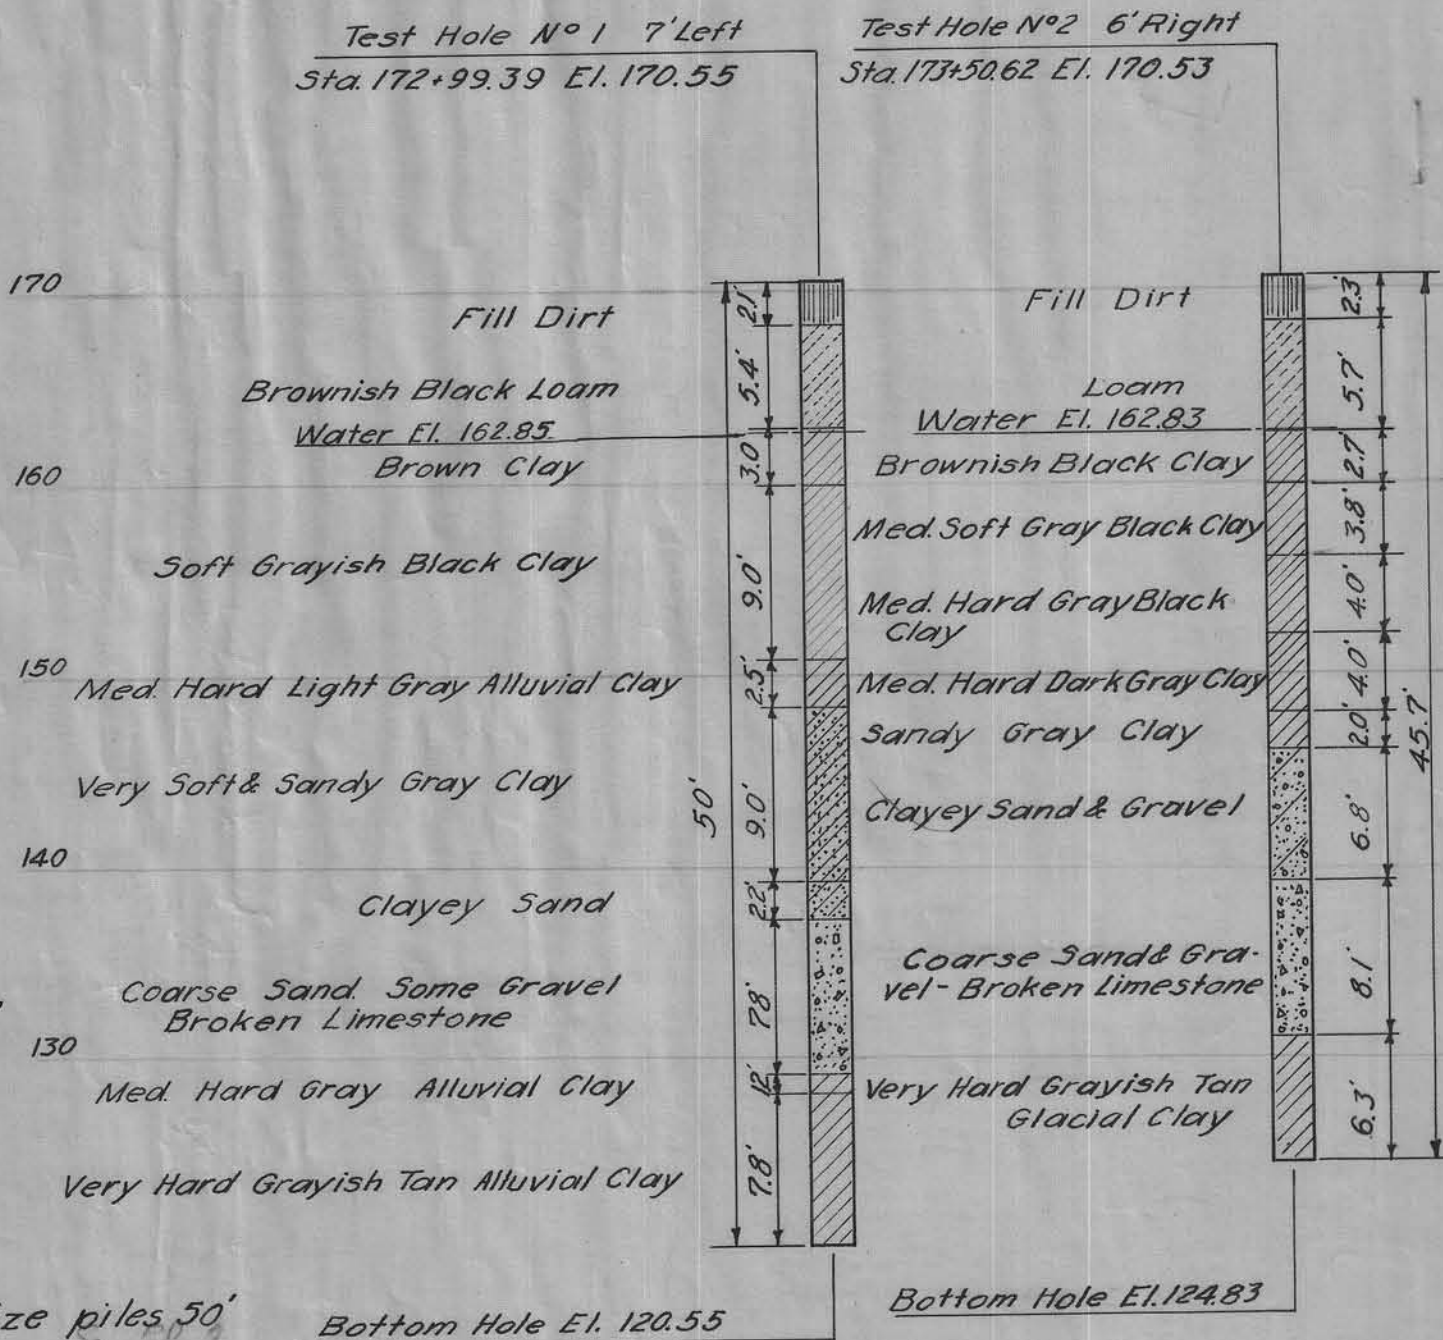 Test Hole Nº 1 7' Left
Sta. 172+99.39 El. 170.55
Test Hole Nº2 6' Right
Sta. 173+50.62 El. 170.53
170
Fill Dirt
2.1'
Brownish Black Loam
5.4'
Water El. 162.85
Brown Clay
3.0'
160
Soft Grayish Black Clay
9.0'
150
Med. Hard Light Gray Alluvial Clay
2.5'
Very Soft & Sandy Gray Clay
9.0'
50'
140
Clayey Sand
2.2'
Coarse Sand. Some Gravel
Broken Limestone
7.8'
130
Med. Hard Gray Alluvial Clay
1.2'
Very Hard Grayish Tan Alluvial Clay
7.8'
Bottom Hole El. 120.55
Fill Dirt
2.3'
Loam
5.7'
Water El. 162.83
Brownish Black Clay
2.7'
Med. Soft Gray Black Clay
3.8'
Med. Hard Gray Black
Clay
4.0'
Med. Hard Dark Gray Clay
4.0'
Sandy Gray Clay
2.0'
45.7'
Clayey Sand & Gravel
6.8'
Coarse Sand & Gra-
vel - Broken Limestone
8.1'
Very Hard Grayish Tan
Glacial Clay
6.3'
Bottom Hole El. 124.83
ze piles 50'